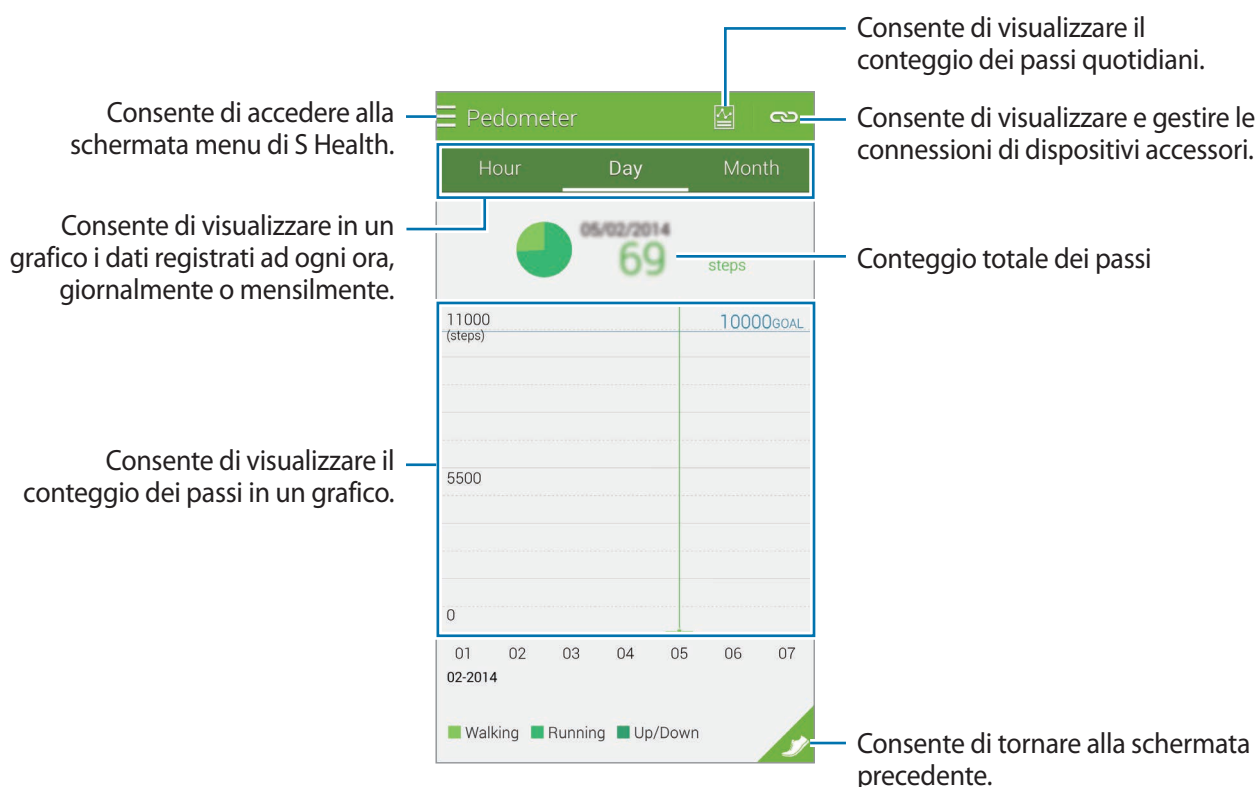 Consente di visualizzare il
conteggio dei passi quotidiani.
Consente di accedere alla
schermata menu di S Health.
Pedometer
Consente di visualizzare e gestire le
connessioni di dispositivi accessori.
Hour Day Month
Consente di visualizzare in un
grafico i dati registrati ad ogni ora,
giornalmente o mensilmente.
05/02/2014
69 steps
Conteggio totale dei passi
11000
(steps)
10000GOAL
Consente di visualizzare il
conteggio dei passi in un grafico.
5500
0
01 02 03 04 05 06 07
02-2014
Walking Running Up/Down
Consente di tornare alla schermata
precedente.